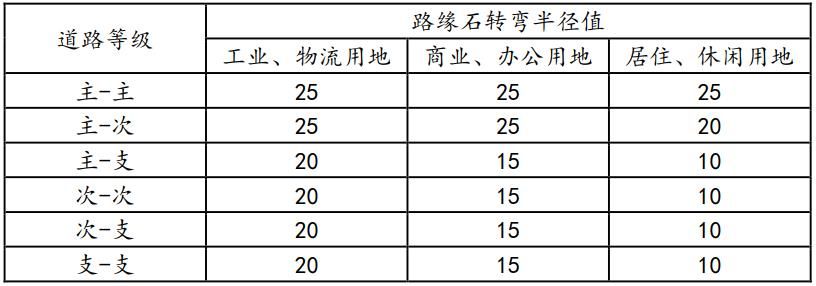 道路等级 路缘石转弯半径值
工业、物流用地 商业、办公用地 居住、休闲用地
主-主 25 25 25
主-次 25 25 20
主-支 20 15 10
次-次 20 15 10
次-支 20 15 10
支-支 20 15 10